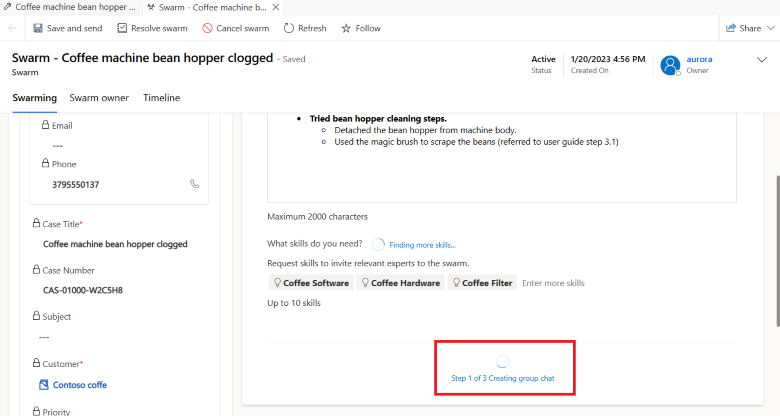 Coffee machine bean hopper ...
Swarm - Coffee machine b...
Save and send
Resolve swarm
Cancel swarm
Refresh
Follow
Share
Swarm - Coffee machine bean hopper clogged - Saved
Swarm
Active
Status
1/20/2023 4:56 PM
Created On
aurora
Owner
Swarming
Swarm owner
Timeline
Email
---
Phone
3795550137
Case Title*
Coffee machine bean hopper clogged
Case Number
CAS-01000-W2C5H8
Subject
---
Customer*
Contoso coffe
Priority
• Tried bean hopper cleaning steps.
o Detached the bean hopper from machine body.
o Used the magic brush to scrape the beans (referred to user guide step 3.1)
Maximum 2000 characters
What skills do you need? Finding more skills...
Request skills to invite relevant experts to the swarm.
Coffee Software
Coffee Hardware
Coffee Filter
Enter more skills
Up to 10 skills
Step 1 of 3 Creating group chat